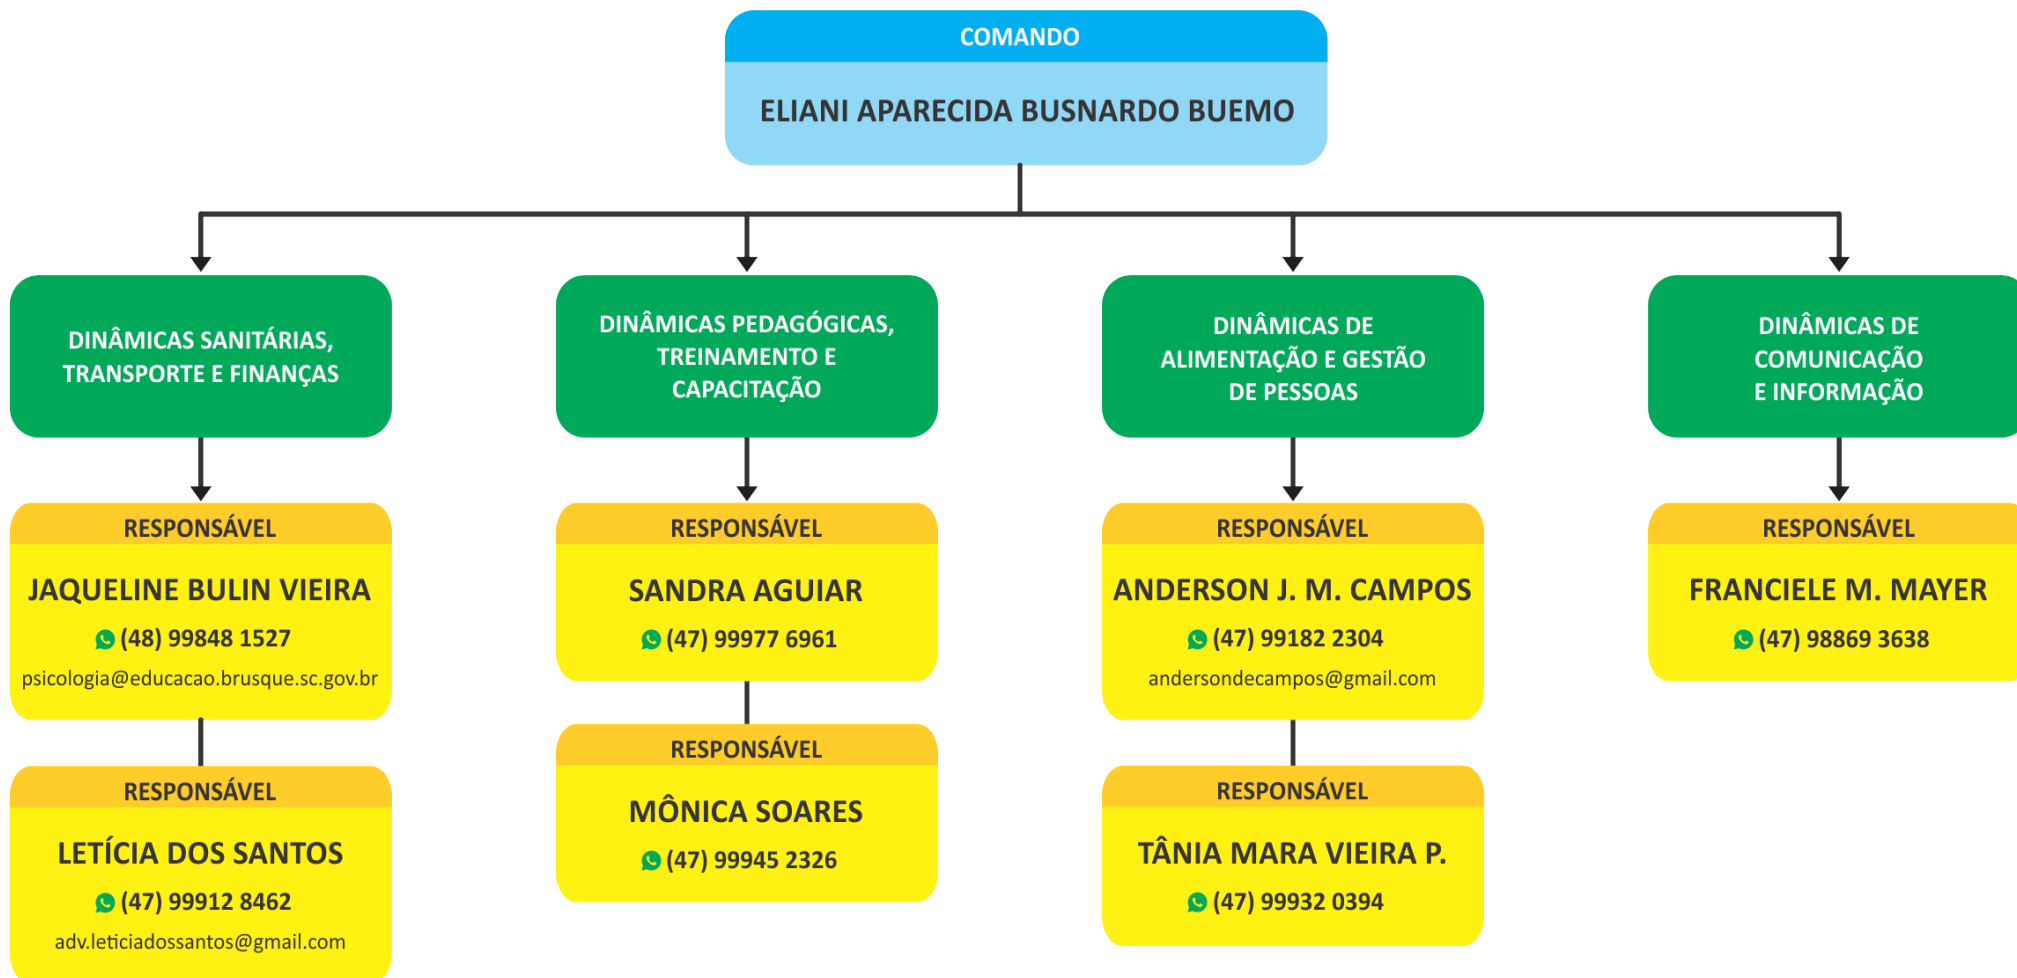 COMANDO
ELIANI APARECIDA BUSNARDO BUEMO
DINÂMICAS SANITÁRIAS,
TRANSPORTE E FINANÇAS
RESPONSÁVEL
JAQUELINE BULIN VIEIRA
(48) 99848 1527
psicologia@educacao.brusque.sc.gov.br
RESPONSÁVEL
LETÍCIA DOS SANTOS
(47) 99912 8462
adv.leticiadossantos@gmail.com
DINÂMICAS PEDAGÓGICAS,
TREINAMENTO E
CAPACITAÇÃO
RESPONSÁVEL
SANDRA AGUIAR
(47) 99977 6961
RESPONSÁVEL
MÔNICA SOARES
(47) 99945 2326
DINÂMICAS DE
ALIMENTAÇÃO E GESTÃO
DE PESSOAS
RESPONSÁVEL
ANDERSON J. M. CAMPOS
(47) 99182 2304
andersondecampos@gmail.com
RESPONSÁVEL
TÂNIA MARA VIEIRA P.
(47) 99932 0394
DINÂMICAS DE
COMUNICAÇÃO
E INFORMAÇÃO
RESPONSÁVEL
FRANCIELE M. MAYER
(47) 98869 3638